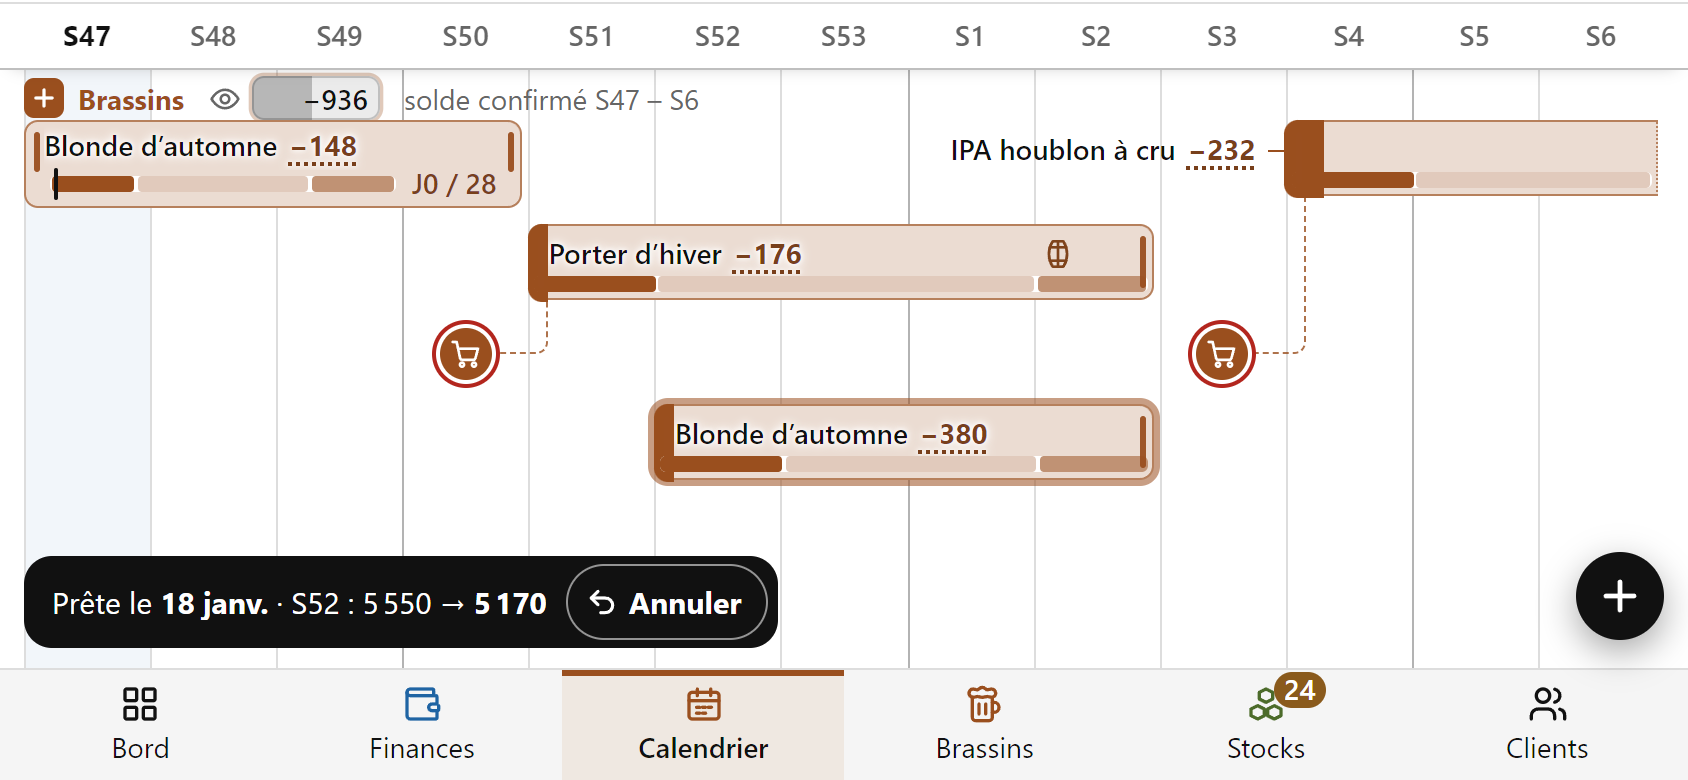 S47 S48 S49 S50 S51 S52 S53 S1 S2 S3 S4 S5 S6
Brassins −936 solde confirmé S47 – S6
Blonde d’automne −148
J0 / 28
IPA houblon à cru −232
Porter d’hiver −176
Blonde d’automne −380
Prête le 18 janv. · S52 : 5 550 → 5 170 Annuler
24
Bord Finances Calendrier Brassins Stocks Clients